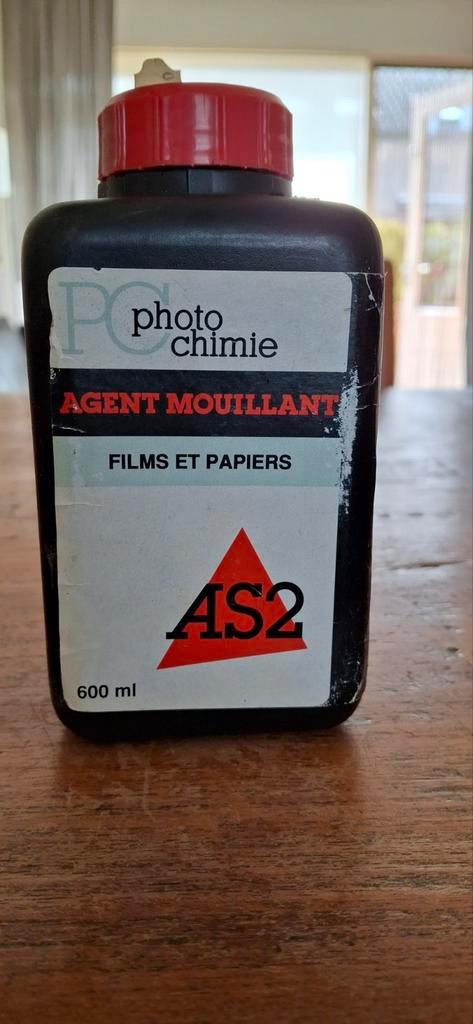 PC photo
chimie
AGENT MOUILLANT
FILMS ET PAPIERS
AS2
600 ml